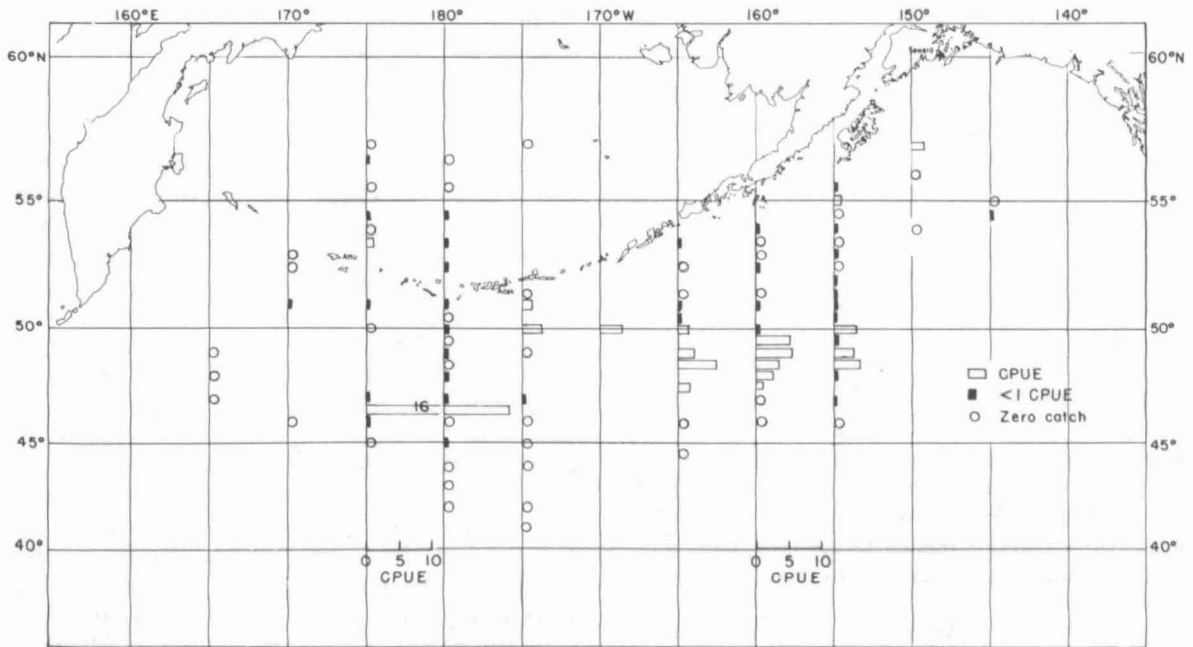 160°E 170° 180° 170°W 160° 150° 140°
60°N 60°N
Seward
55° 55°
Attu
Adak
50° 50°
CPUE
<1 CPUE
Zero catch
16
45° 45°
40° 40°
0 5 10 0 5 10
CPUE CPUE